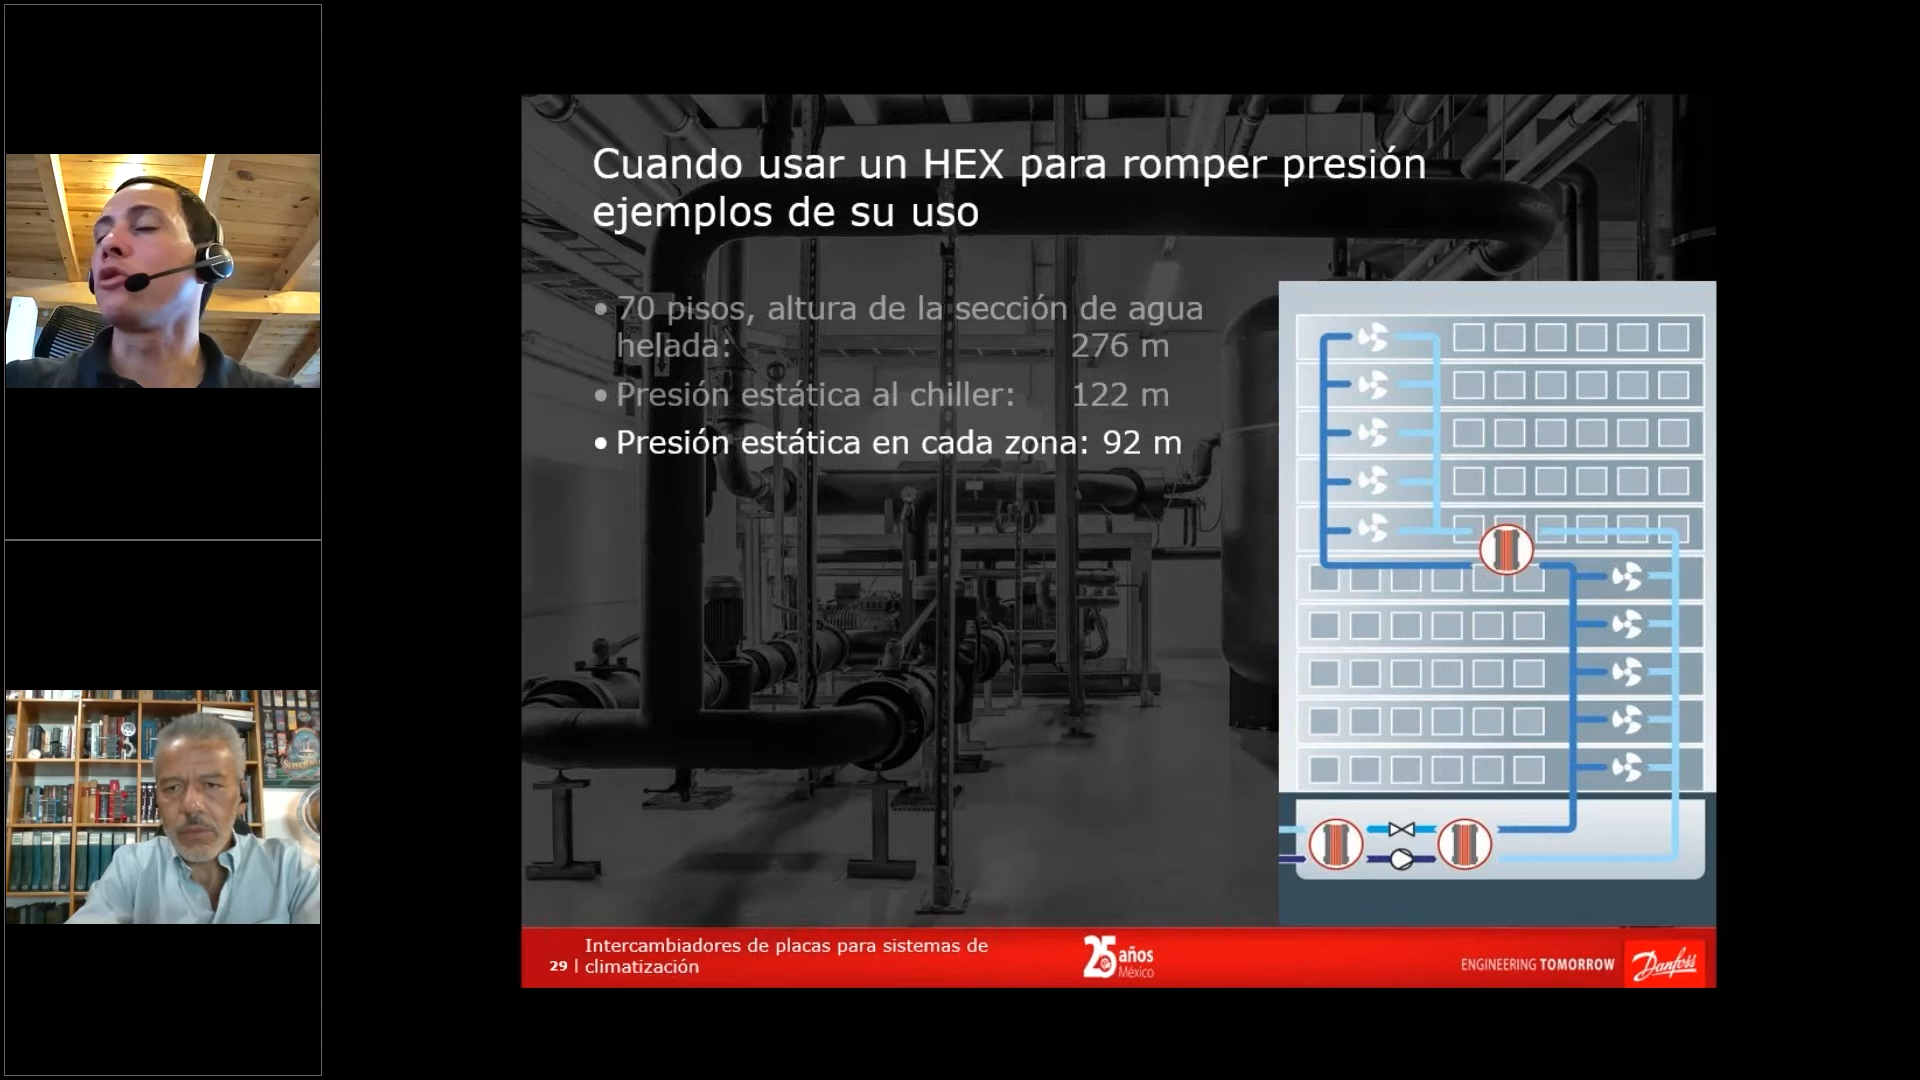 Cuando usar un HEX para romper presión
ejemplos de su uso
• 70 pisos, altura de la sección de agua
helada: 276 m
• Presión estática al chiller: 122 m
• Presión estática en cada zona: 92 m
29 | Intercambiadores de placas para sistemas de
climatización
25 años
México
ENGINEERING TOMORROW
Danfoss